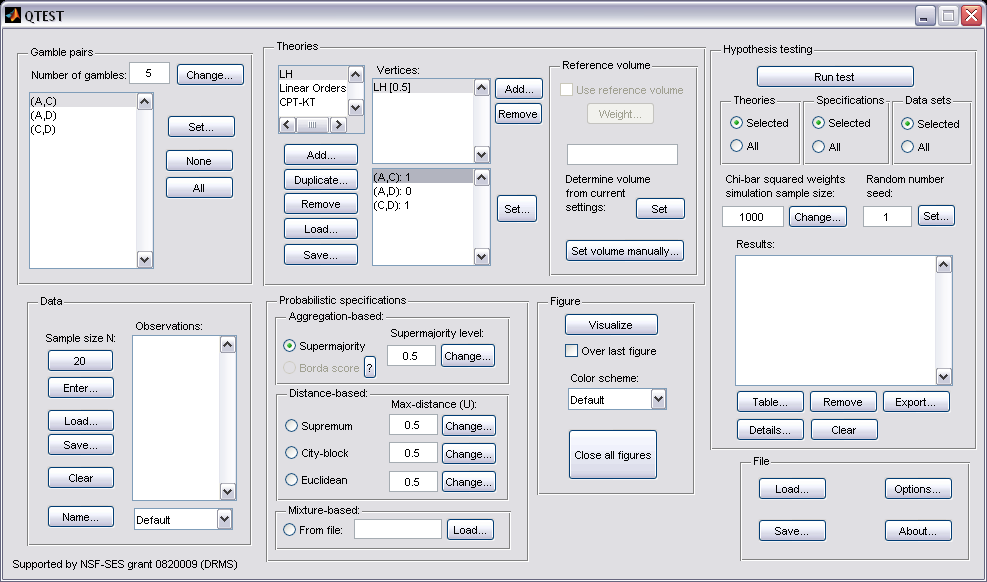 QTEST
Gamble pairs
Number of gambles: 5 Change...
(A,C)
(A,D)
(C,D)
Set...
None
All
Theories
LH
Linear Orders
CPT-KT
Add...
Duplicate...
Remove
Load...
Save...
Vertices:
LH [0.5]
Add...
Remove
(A,C): 1
(A,D): 0
(C,D): 1
Set...
Reference volume
Use reference volume
Weight...
Determine volume
from current
settings:
Set
Set volume manually...
Hypothesis testing
Run test
Theories
Selected
All
Specifications
Selected
All
Data sets
Selected
All
Chi-bar squared weights
simulation sample size:
1000 Change...
Random number
seed:
1 Set...
Results:
Table... Remove Export...
Details... Clear
Data
Sample size N:
20
Enter...
Load...
Save...
Clear
Name...
Observations:
Default
Probabilistic specifications
Aggregation-based:
Supermajority
Borda score ?
Supermajority level:
0.5 Change...
Distance-based:
Max-distance (U):
Supremum 0.5 Change...
City-block 0.5 Change...
Euclidean 0.5 Change...
Mixture-based:
From file: Load...
Figure
Visualize
Over last figure
Color scheme:
Default
Close all figures
File
Load... Options...
Save... About...
Supported by NSF-SES grant 0820009 (DRMS)